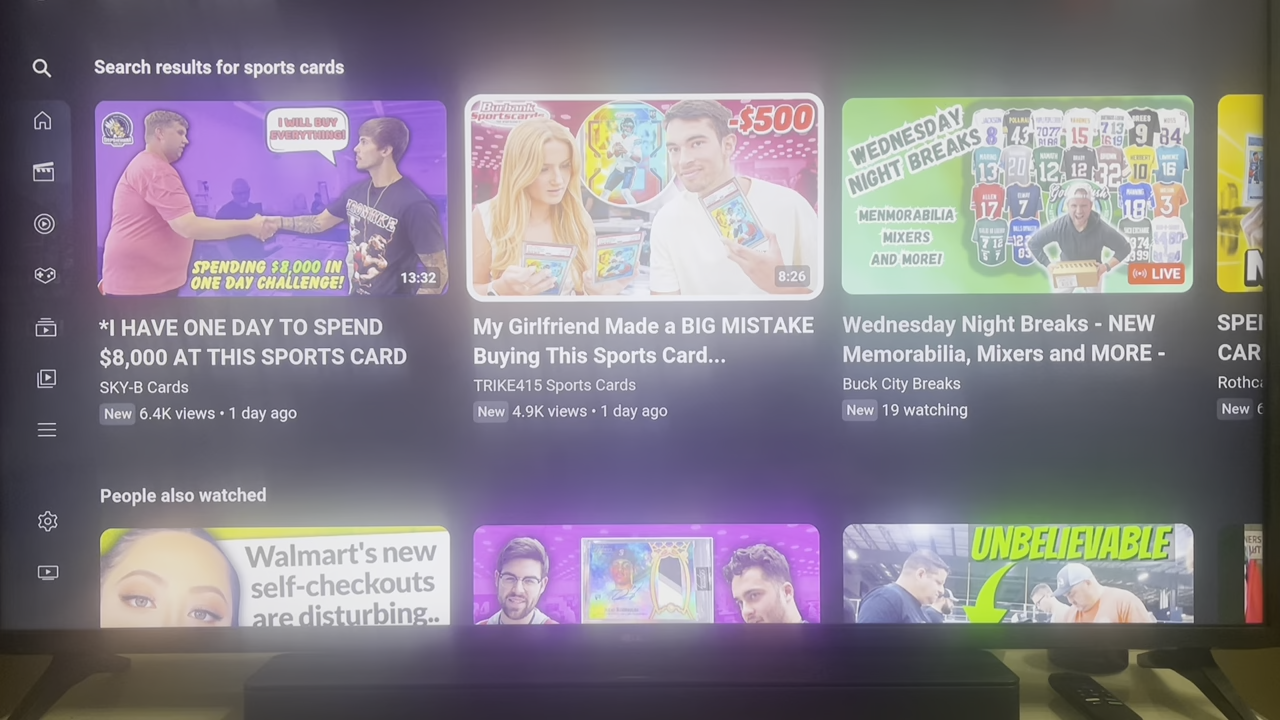 Search results for sports cards
I WILL BUY
EVERYTHING!
SPENDING $8,000 IN
ONE DAY CHALLENGE!
13:32
*I HAVE ONE DAY TO SPEND
$8,000 AT THIS SPORTS CARD
SKY-B Cards
New 6.4K views • 1 day ago
Burbank
Sportscards
-$500
8:26
My Girlfriend Made a BIG MISTAKE
Buying This Sports Card...
TRIKE415 Sports Cards
New 4.9K views • 1 day ago
WEDNESDAY
NIGHT BREAKS
MENMORABILIA
MIXERS
AND MORE!
LIVE
Wednesday Night Breaks - NEW
Memorabilia, Mixers and MORE -
Buck City Breaks
New 19 watching
SPE
CAR
Rothc
New
People also watched
Walmart's new
self-checkouts
are disturbing..
UNBELIEVABLE